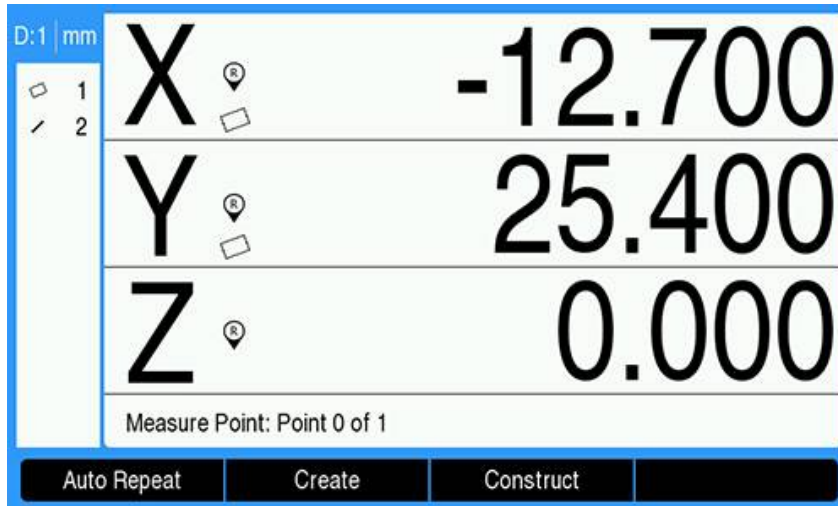 D:1 mm
1
2
X R -12.700
Y R 25.400
Z R 0.000
Measure Point: Point 0 of 1
Auto Repeat Create Construct